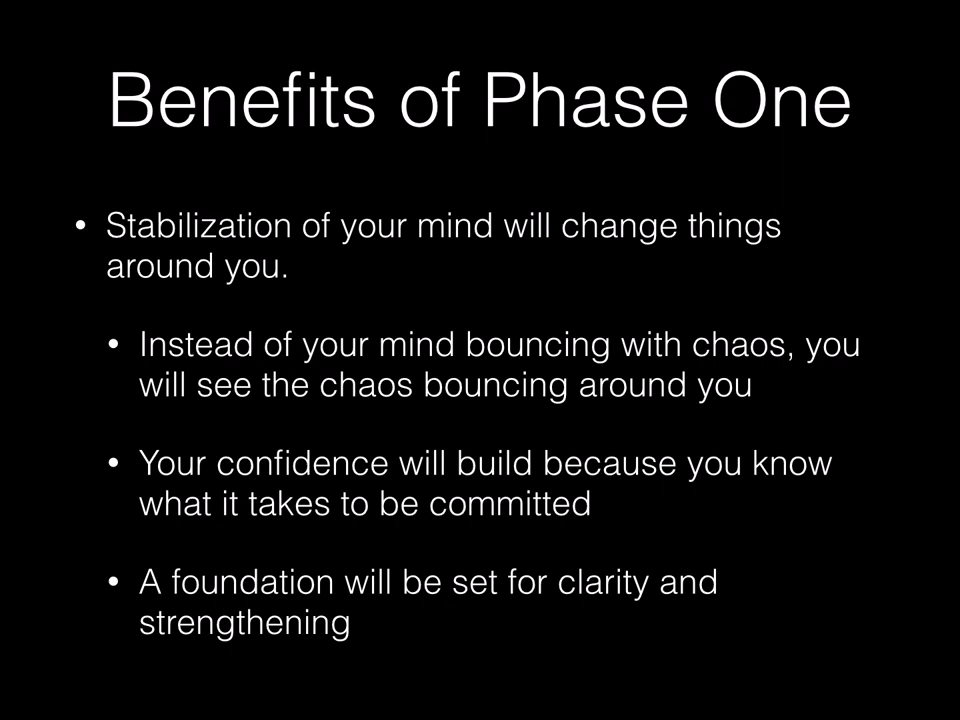 Benefits of Phase One
• Stabilization of your mind will change things
around you.
• Instead of your mind bouncing with chaos, you
will see the chaos bouncing around you
• Your confidence will build because you know
what it takes to be committed
• A foundation will be set for clarity and
strengthening